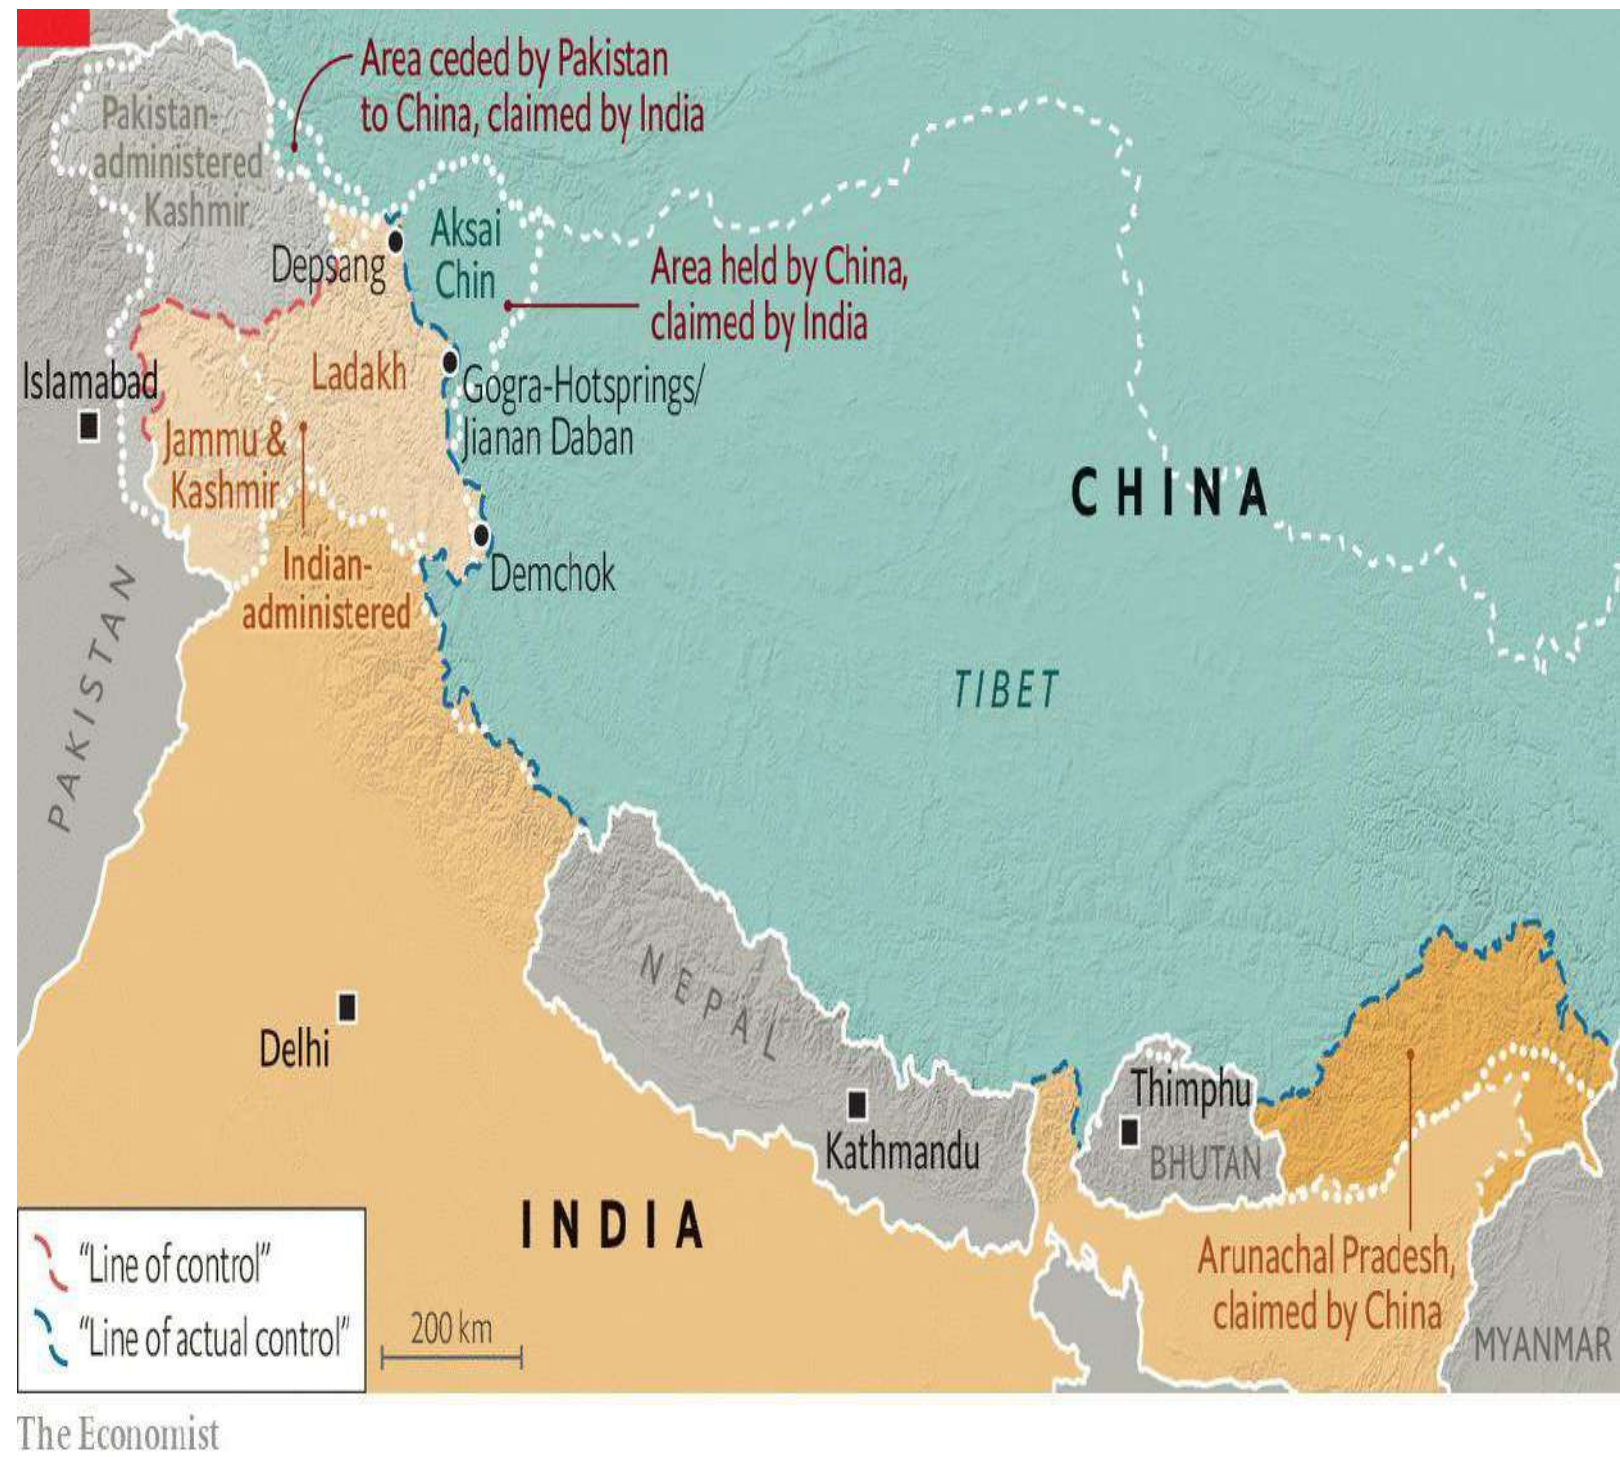 Area ceded by Pakistan
to China, claimed by India
Pakistan-
administered
Kashmir
Aksai
Chin
Depsang
Area held by China,
claimed by India
Islamabad
Ladakh
Gogra-Hotsprings/
Jianan Daban
Jammu &
Kashmir
CHINA
Indian-
administered
Demchok
PAKISTAN
TIBET
NEPAL
Delhi
Thimphu
Kathmandu
BHUTAN
INDIA
Arunachal Pradesh,
claimed by China
MYANMAR
“Line of control”
“Line of actual control”
200 km
The Economist